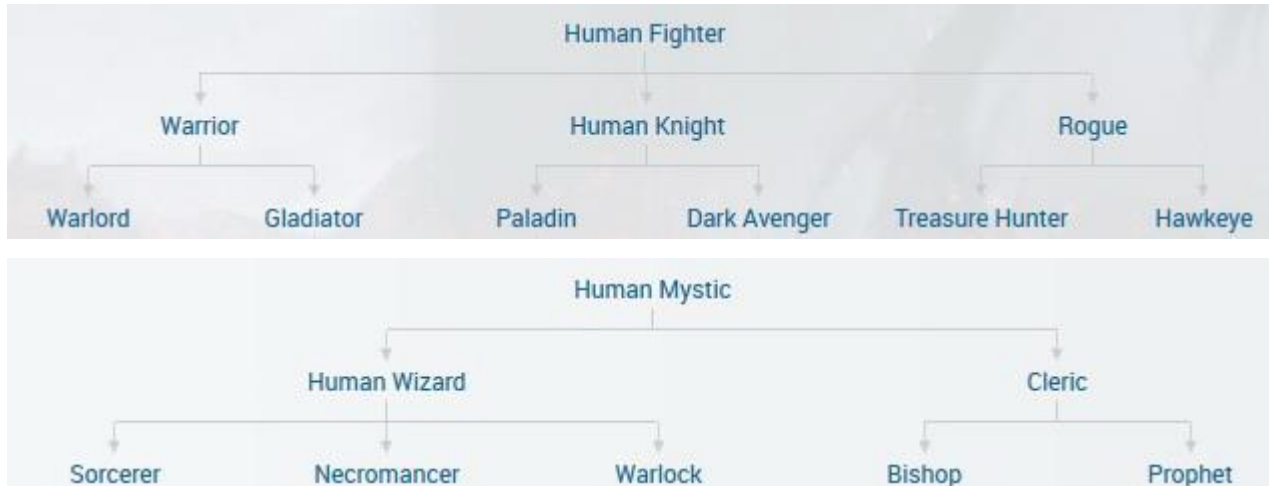 Human Fighter
Warrior Human Knight Rogue
Warlord Gladiator Paladin Dark Avenger Treasure Hunter Hawkeye
Human Mystic
Human Wizard Cleric
Sorcerer Necromancer Warlock Bishop Prophet